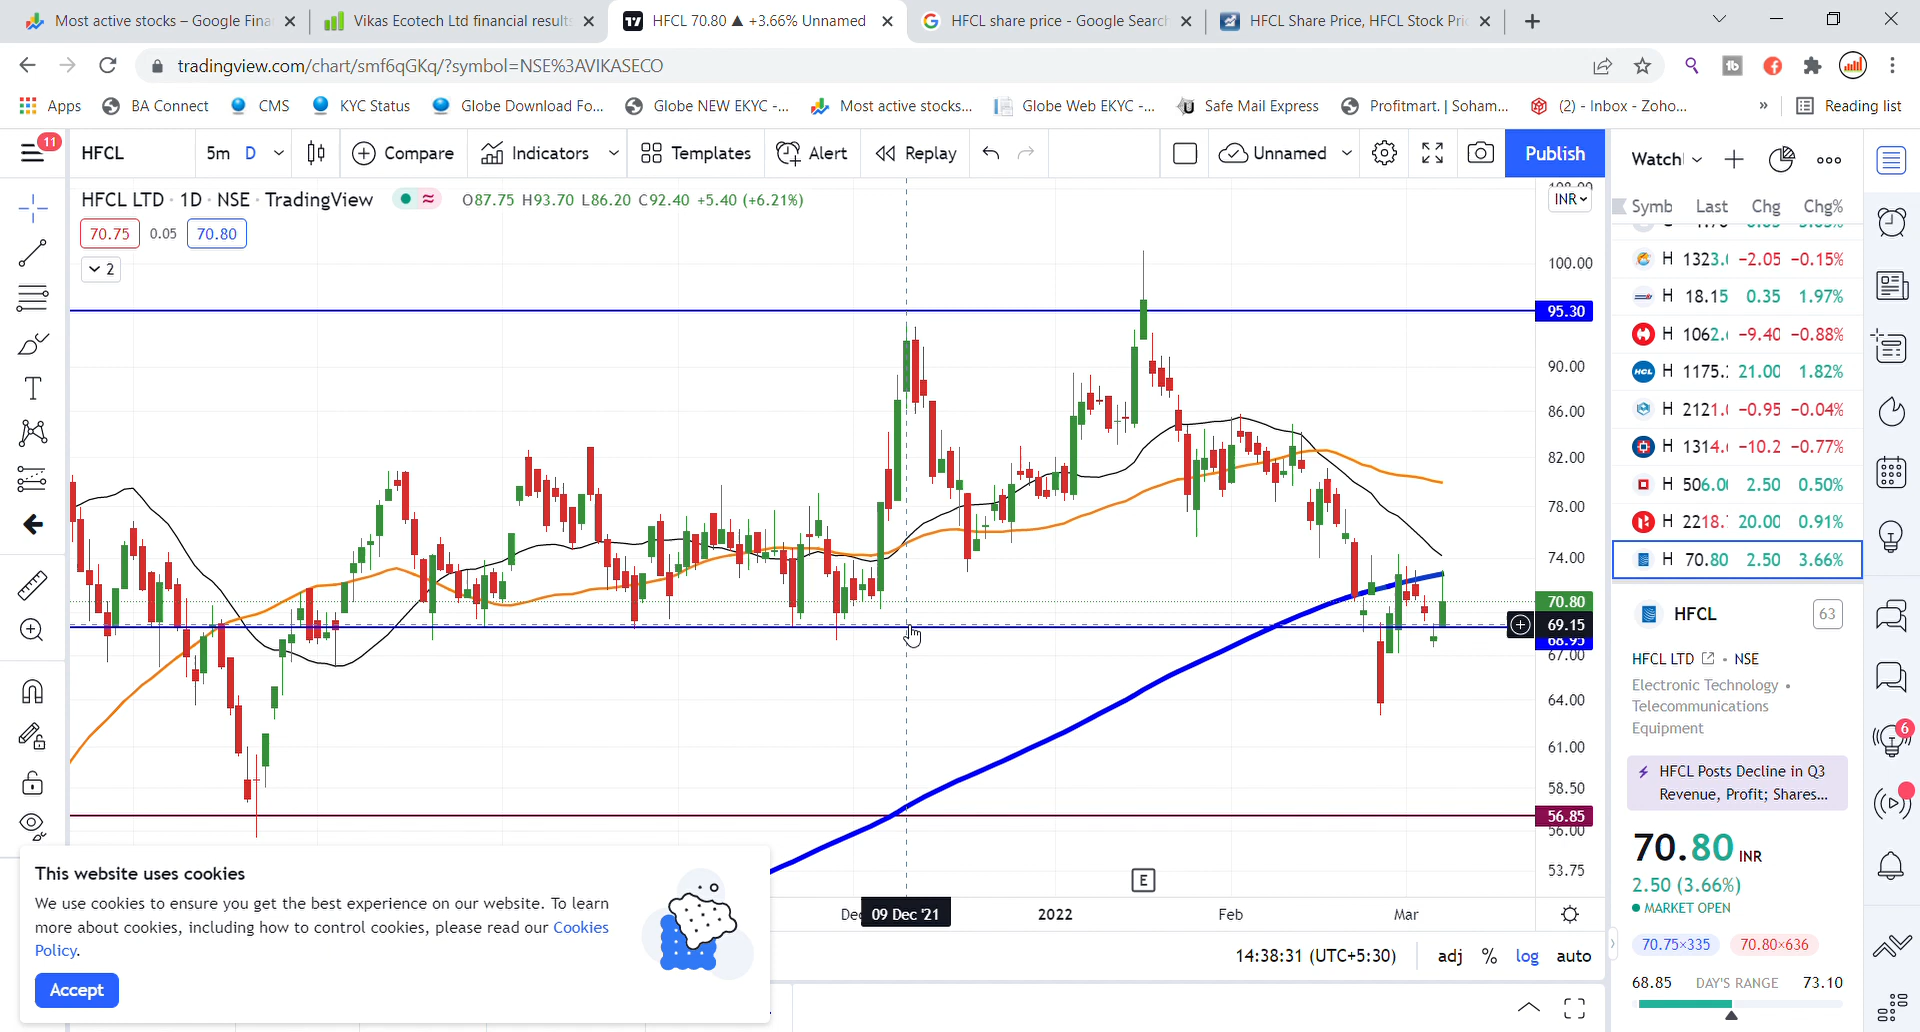 Most active stocks – Google Fina
Vikas Ecotech Ltd financial results
HFCL 70.80 ▲ +3.66% Unnamed
HFCL share price - Google Search
HFCL Share Price, HFCL Stock Pri
tradingview.com/chart/smf6qGKq/?symbol=NSE%3AVIKASECO
Apps
BA Connect
CMS
KYC Status
Globe Download Fo...
Globe NEW EKYC -...
Most active stocks...
Globe Web EKYC -...
Safe Mail Express
Profitmart. | Soham...
(2) - Inbox - Zoho...
»
Reading list
11
HFCL
5m
D
Compare
Indicators
Templates
Alert
Replay
Unnamed
Publish
Watchl
HFCL LTD · 1D · NSE · TradingView
O87.75 H93.70 L86.20 C92.40 +5.40 (+6.21%)
70.75
0.05
70.80
2
INR
100.00
95.30
90.00
86.00
82.00
78.00
74.00
70.80
69.15
68.95
67.00
64.00
61.00
58.50
56.85
56.00
53.75
E
Dec
09 Dec '21
2022
Feb
Mar
14:38:31 (UTC+5:30)
adj
%
log
auto
Symb Last Chg Chg%
H 1323. −2.05 −0.15%
H 18.15 0.35 1.97%
H 1062. −9.40 −0.88%
H 1175. 21.00 1.82%
H 2121. −0.95 −0.04%
H 1314. −10.2 −0.77%
H 506.00 2.50 0.50%
H 2218. 20.00 0.91%
H 70.80 2.50 3.66%
HFCL
63
HFCL LTD • NSE
Electronic Technology •
Telecommunications
Equipment
HFCL Posts Decline in Q3
Revenue, Profit; Shares...
70.80 INR
2.50 (3.66%)
MARKET OPEN
70.75×335
70.80×636
68.85 DAY'S RANGE 73.10
6
This website uses cookies
We use cookies to ensure you get the best experience on our website. To learn
more about cookies, including how to control cookies, please read our Cookies
Policy.
Accept